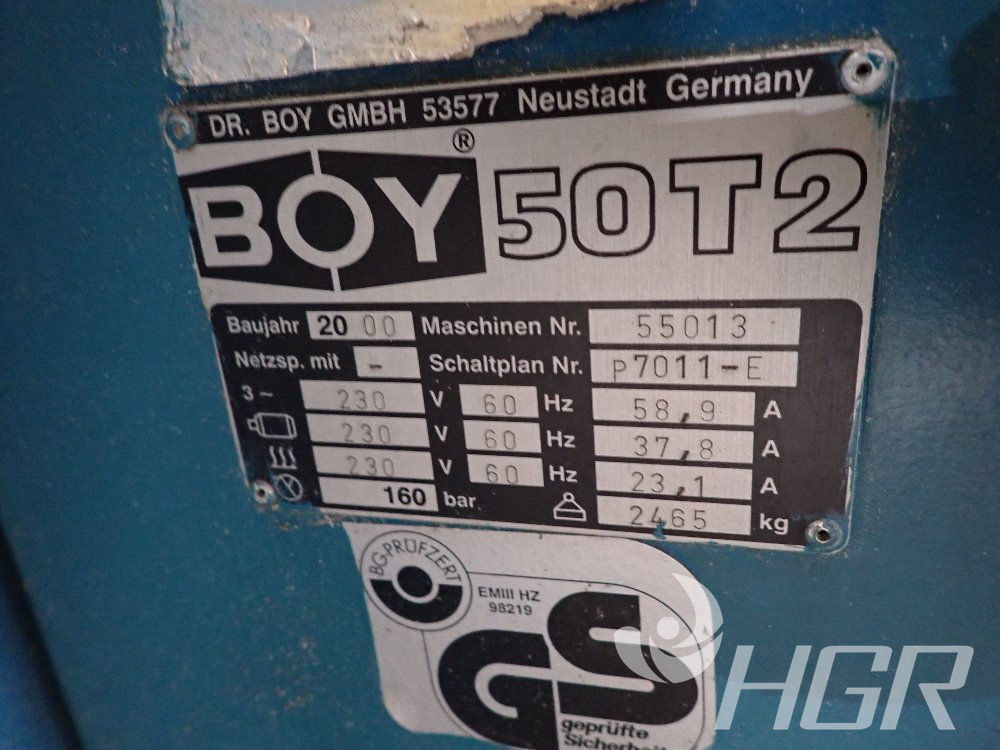 DR. BOY GMBH 53577 Neustadt Germany
BOY® 50T2
Baujahr 2000 Maschinen Nr. 55013
Netzsp. mit - Schaltplan Nr. P7011-E
3~ 230 V 60 Hz 58,9 A
230 V 60 Hz 37,8 A
230 V 60 Hz 23,1 A
160 bar 2465 kg
BG-PRÜFZERT
EMIII HZ
98219
GS
geprüfte
Sicherheit
HGR